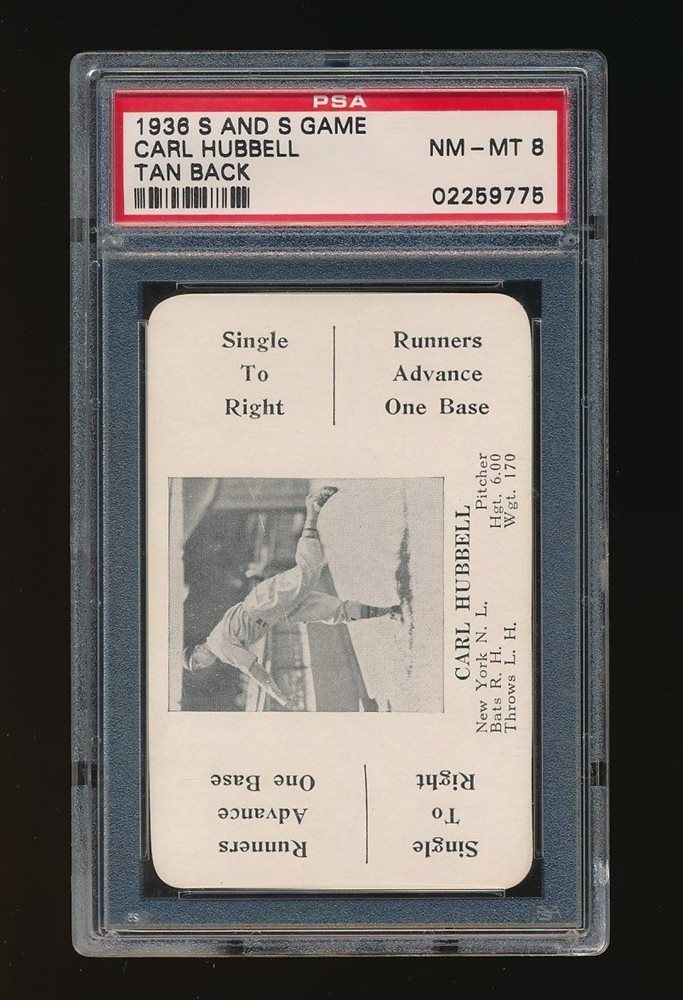 PSA
1936 S AND S GAME
CARL HUBBELL NM - MT 8
TAN BACK
02259775
Single Runners
To Advance
Right One Base
CARL HUBBELL
New York N. L. Pitcher
Bats R. H. Hgt. 6.00
Throws L. H. Wgt. 170
Single Runners
To Advance
Right One Base